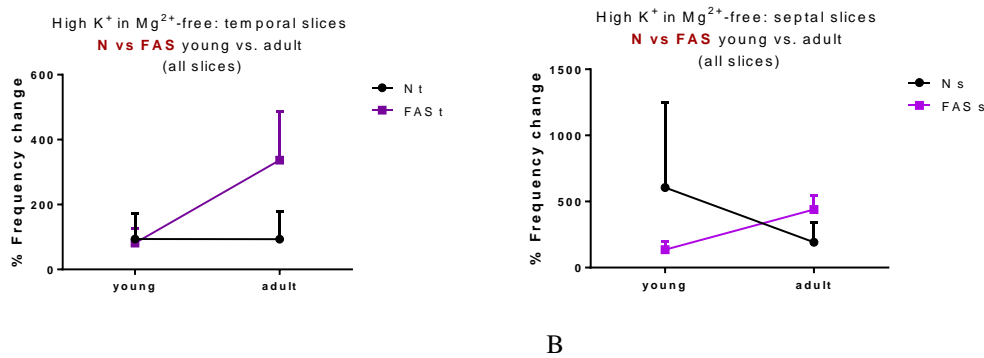 High K+ in Mg2+-free: temporal slices
N vs FAS young vs. adult
(all slices)
% Frequency change
600
400
200
0
young
adult
N t
FAS t
High K+ in Mg2+-free: septal slices
N vs FAS young vs. adult
(all slices)
% Frequency change
1500
1000
500
0
young
adult
N s
FAS s
B